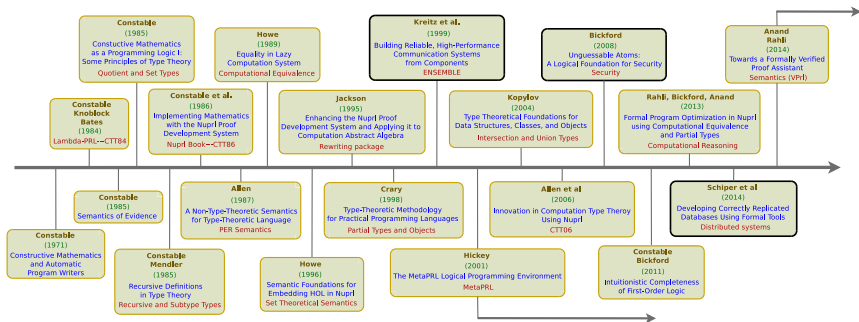 Constable
(1985)
Constuctive Mathematics
as a Programming Logic I:
Some Principles of Type Theory
Quotient and Set Types
Howe
(1989)
Equality in Lazy
Computation System
Computational Equivalence
Kreitz et al.
(1999)
Building Reliable, High-Performance
Communication Systems
from Components
ENSEMBLE
Bickford
(2008)
Unguessable Atoms:
A Logical Foundation for Security
Security
Anand
Rahli
(2014)
Towards a Formally Verified
Proof Assistant
Semantics (VPrl)
Constable
Knoblock
Bates
(1984)
Lambda-PRL--CTT84
Constable et al.
(1986)
Implementing Mathematics
with the Nuprl Proof
Development System
Nuprl Book--CTT86
Jackson
(1995)
Enhancing the Nuprl Proof
Development System and Applying it to
Computation Abstract Algebra
Rewriting package
Kopylov
(2004)
Type Theoretical Foundations for
Data Structures, Classes, and Objects
Intersection and Union Types
Rahli, Bickford, Anand
(2013)
Formal Program Optimization in Nuprl
using Computational Equivalence
and Partial Types
Computational Reasoning
Constable
(1985)
Semantics of Evidence
Allen
(1987)
A Non-Type-Theoretic Semantics
for Type-Theoretic Language
PER Semantics
Crary
(1998)
Type-Theoretic Methodology
for Practical Programming Languages
Partial Types and Objects
Allen et al
(2006)
Innovation in Computation Type Theroy
Using Nuprl
CTT06
Schiper et al
(2014)
Developing Correctly Replicated
Databases Using Formal Tools
Distributed systems
Constable
(1971)
Constructive Mathematics
and Automatic
Program Writers
Constable
Mendler
(1985)
Recursive Definitions
in Type Theory
Recursive and Subtype Types
Howe
(1996)
Semantic Foundations for
Embedding HOL in Nuprl
Set Theoretical Semantics
Hickey
(2001)
The MetaPRL Logical Programming Environment
MetaPRL
Constable
Bickford
(2011)
Intuitionistic Completeness
of First-Order Logic